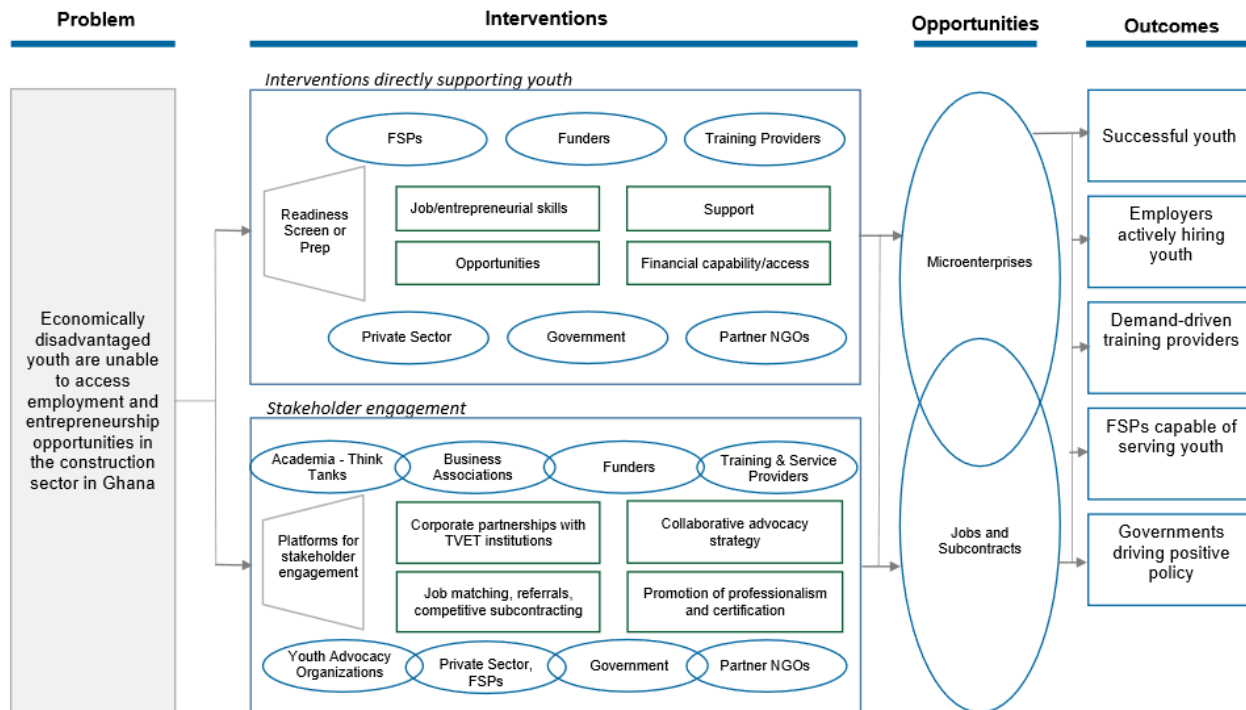 Problem
Interventions
Opportunities
Outcomes
Economically
disadvantaged
youth are unable
to access
employment and
entrepreneurship
opportunities in
the construction
sector in Ghana
Interventions directly supporting youth
FSPs
Funders
Training Providers
Readiness
Screen or
Prep
Job/entrepreneurial skills
Support
Opportunities
Financial capability/access
Private Sector
Government
Partner NGOs
Stakeholder engagement
Academia - Think
Tanks
Business
Associations
Funders
Training & Service
Providers
Platforms for
stakeholder
engagement
Corporate partnerships with
TVET institutions
Collaborative advocacy
strategy
Job matching, referrals,
competitive subcontracting
Promotion of professionalism
and certification
Youth Advocacy
Organizations
Private Sector,
FSPs
Government
Partner NGOs
Microenterprises
Jobs and
Subcontracts
Successful youth
Employers
actively hiring
youth
Demand-driven
training providers
FSPs capable of
serving youth
Governments
driving positive
policy